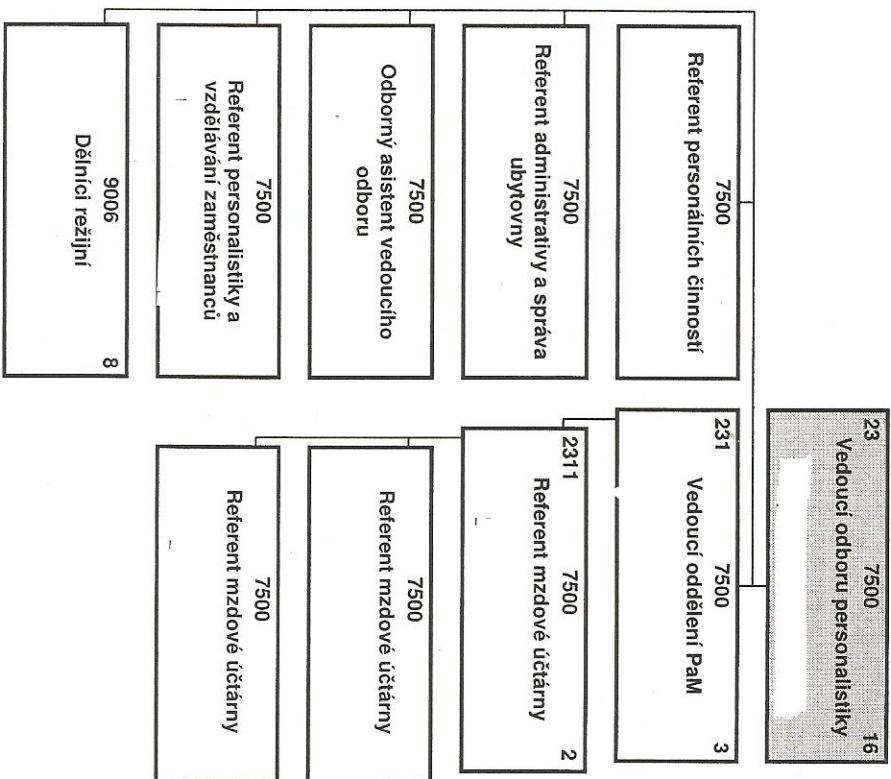 23 7500 16
Vedoucí odboru personalistiky
7500
Referent personálních činností
7500
Referent administrativy a správa
ubytovny
7500
Odborný asistent vedoucího
odboru
7500
Referent personalistiky a
vzdělávání zaměstnanců
9006
Dělníci režijní
8
231 7500
Vedoucí oddělení PaM
3
2311 7500
Referent mzdové účtárny
2
7500
Referent mzdové účtárny
7500
Referent mzdové účtárny